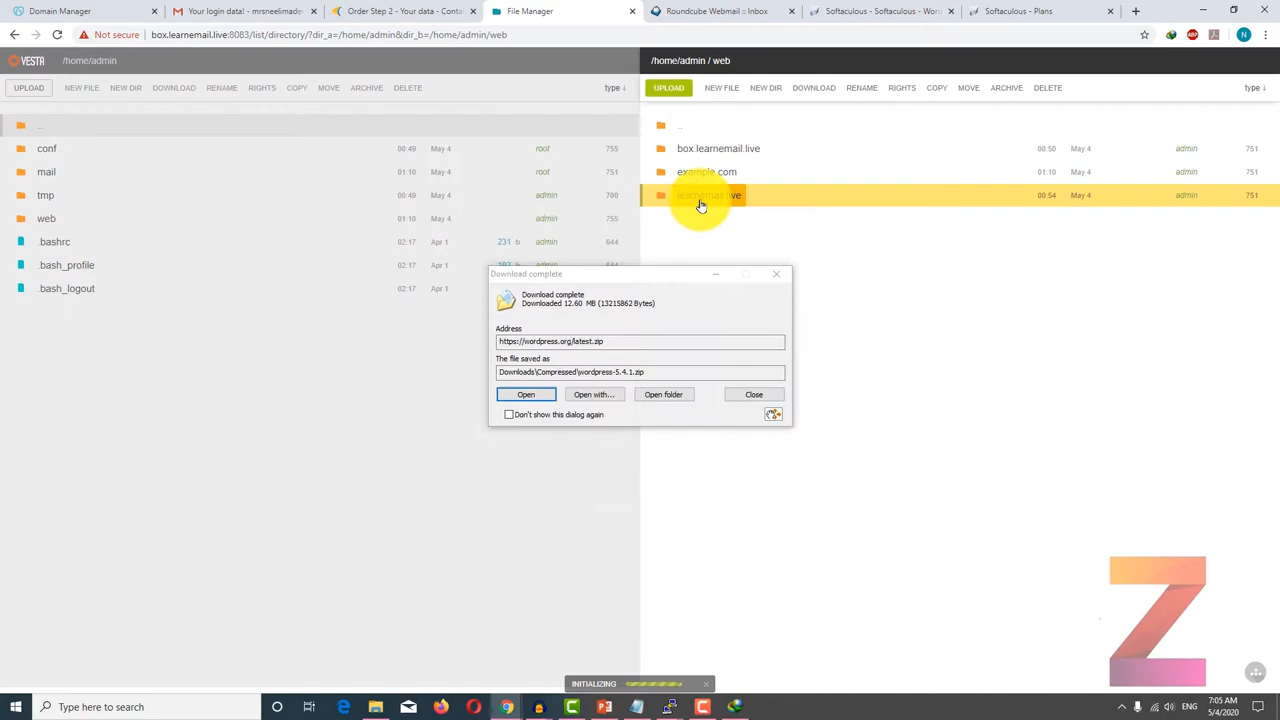 Domain Manager
Your login data! - mrsneelimadev
Order Step 2 - Your data - Conta
File Manager
Roundcube Webmail :: Inbox
Softaculous - Softaculous - Wor
Softaculous - Plans
Not secure | box.learnemail.live:8083/list/directory/?dir_a=/home/admin&dir_b=/home/admin/web
ABP
N
VESTA /home/admin
/home/admin / web
UPLOAD NEW FILE NEW DIR DOWNLOAD RENAME RIGHTS COPY MOVE ARCHIVE DELETE type ↓
UPLOAD NEW FILE NEW DIR DOWNLOAD RENAME RIGHTS COPY MOVE ARCHIVE DELETE type ↓
..
conf 00:49 May 4 root 755
mail 01:10 May 4 root 751
tmp 00:49 May 4 admin 700
web 01:10 May 4 admin 755
.bashrc 02:17 Apr 1 231 b admin 644
.bash_profile 02:17 Apr 1 193 b admin 644
.bash_logout 02:17 Apr 1
..
box.learnemail.live 00:50 May 4 admin 751
example.com 01:10 May 4 admin 751
learnemail.live 00:54 May 4 admin 751
Download complete
Download complete
Downloaded 12.60 MB (13215862 Bytes)
Address
https://wordpress.org/latest.zip
The file saved as
Downloads\Compressed\wordpress-5.4.1.zip
Open Open with... Open folder Close
Don't show this dialog again
INITIALIZING
Z
Type here to search
ENG
7:05 AM
5/4/2020